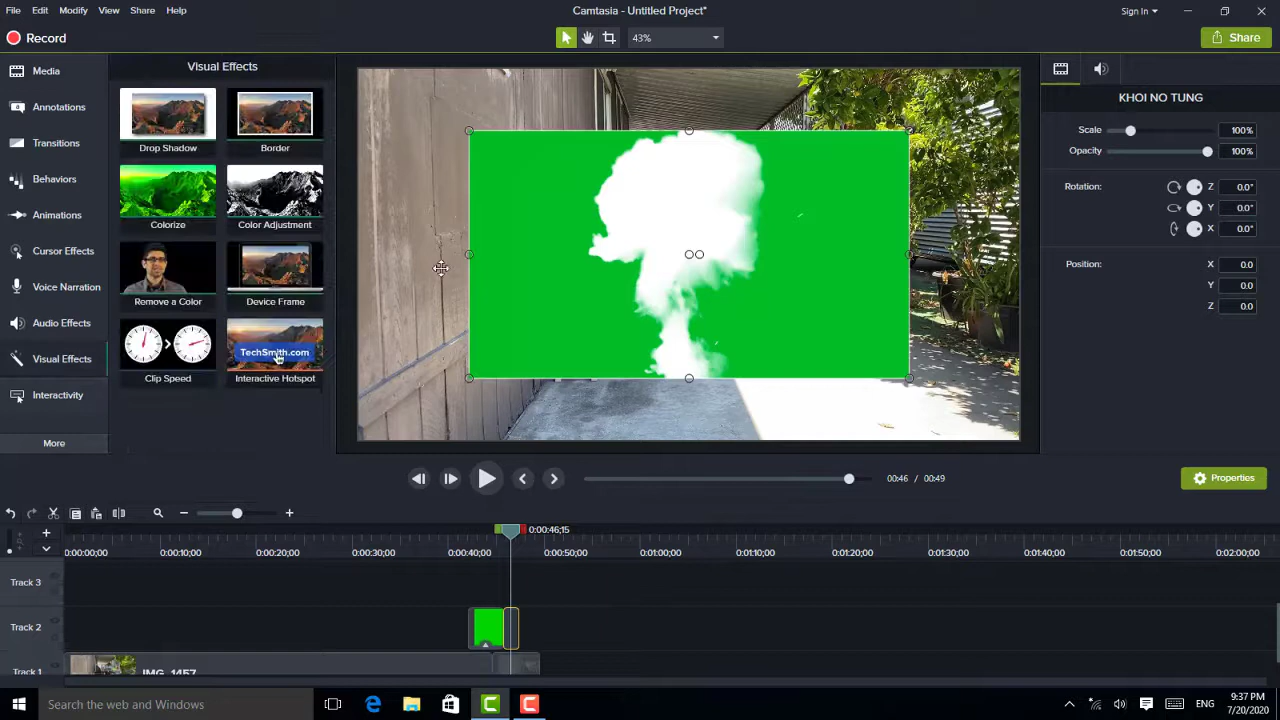 File Edit Modify View Share Help
Camtasia - Untitled Project*
Sign In
Record
43%
Share
Media
Annotations
Transitions
Behaviors
Animations
Cursor Effects
Voice Narration
Audio Effects
Visual Effects
Interactivity
More
Visual Effects
Drop Shadow
Border
Colorize
Color Adjustment
Remove a Color
Device Frame
Clip Speed
TechSmith.com
Interactive Hotspot
KHOI NO TUNG
Scale 100%
Opacity 100%
Rotation: Z 0.0°
Y 0.0°
X 0.0°
Position: X 0.0
Y 0.0
Z 0.0
00:46 / 00:49
Properties
0:00:46;15
0:00:00;00 0:00:10;00 0:00:20;00 0:00:30;00 0:00:40;00 0:00:50;00 0:01:00;00 0:01:10;00 0:01:20;00 0:01:30;00 0:01:40;00 0:01:50;00 0:02:00;00
Track 3
Track 2
Track 1
IMG_1457
Search the web and Windows
ENG
9:37 PM
7/20/2020